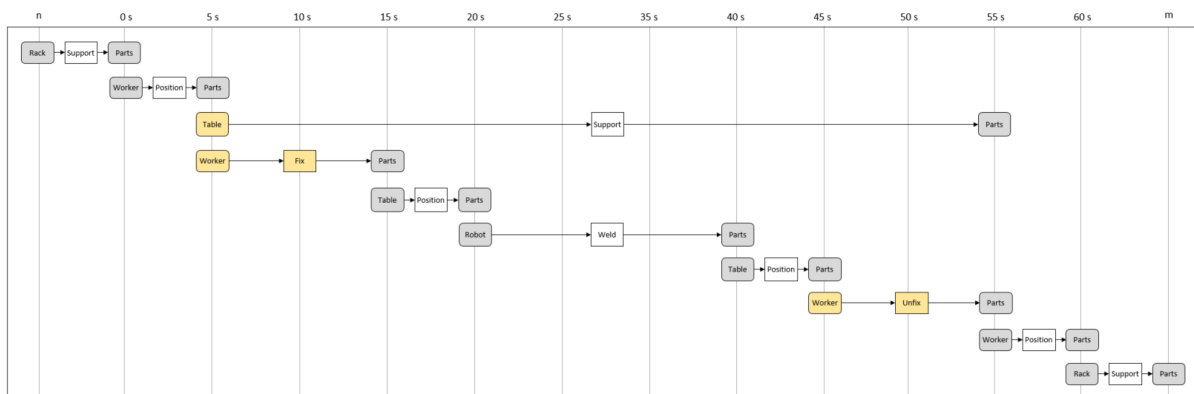 n 0 s 5 s 10 s 15 s 20 s 25 s 35 s 40 s 45 s 50 s 55 s 60 s m
Rack Support Parts
Worker Position Parts
Table Support Parts
Worker Fix Parts
Table Position Parts
Robot Weld Parts
Table Position Parts
Worker Unfix Parts
Worker Position Parts
Rack Support Parts